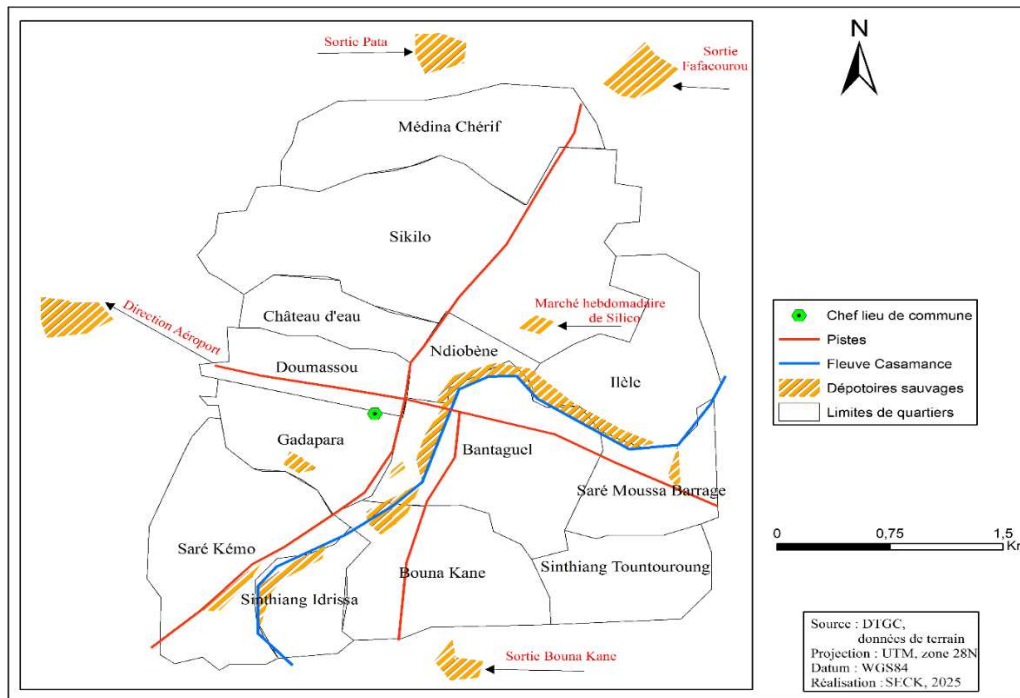 Sortie Pata
Sortie
Fafacourou
N
Médina Chérif
Sikilo
Direction Aéroport
Château d'eau
Marché hebdomadaire
de Silico
Ndiobène
Doumassou
Ilèle
Gadapara
Bantaguel
Saré Moussa Barrage
Saré Kémo
Bouna Kane
Sinthiang Tountouroung
Sinthiang Idrissa
Sortie Bouna Kane
Chef lieu de commune
Pistes
Fleuve Casamance
Dépotoires sauvages
Limites de quartiers
0 0,75 1,5
Km
Source : DTGC,
données de terrain
Projection : UTM, zone 28N
Datum : WGS84
Réalisation : SECK, 2025